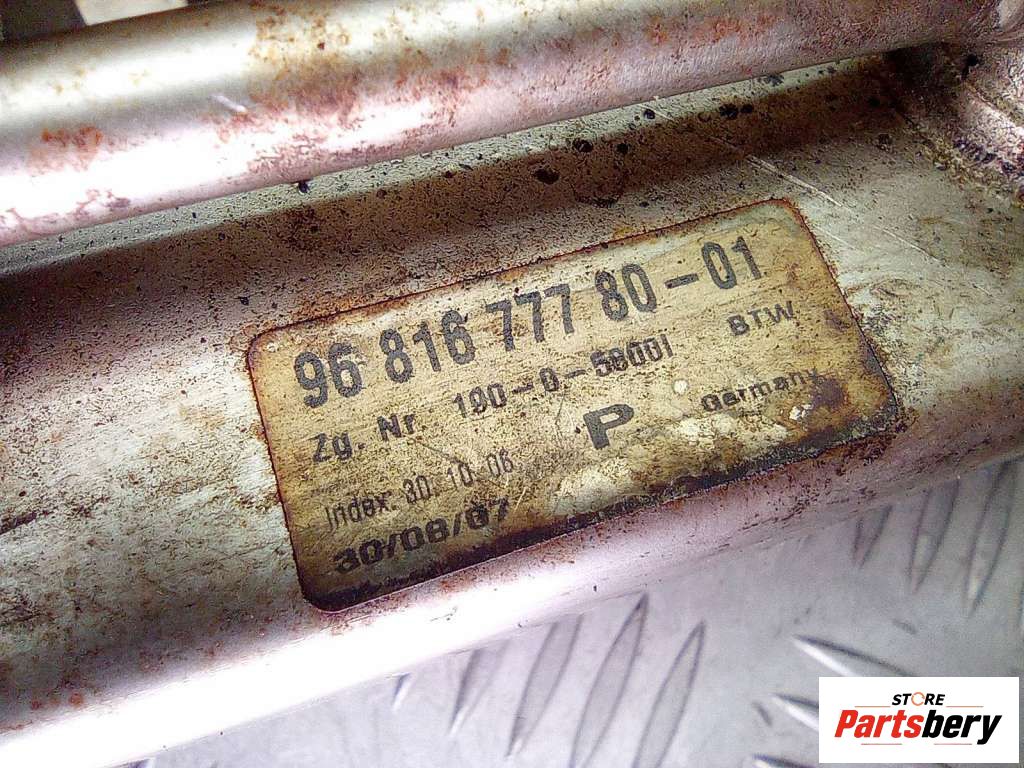 96 816 777 80-01
Zg. Nr 190-0-58001 BTW
Index: 30.10.06 P Germany
30/08/07
STORE
Partsbery